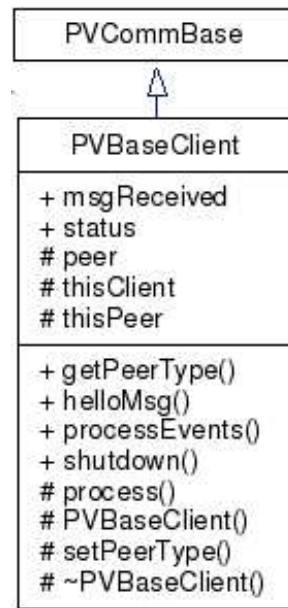 PVCommBase
PVBaseClient
+ msgReceived
+ status
# peer
# thisClient
# thisPeer
+ getPeerType()
+ helloMsg()
+ processEvents()
+ shutdown()
# process()
# PVBaseClient()
# setPeerType()
# ~PVBaseClient()